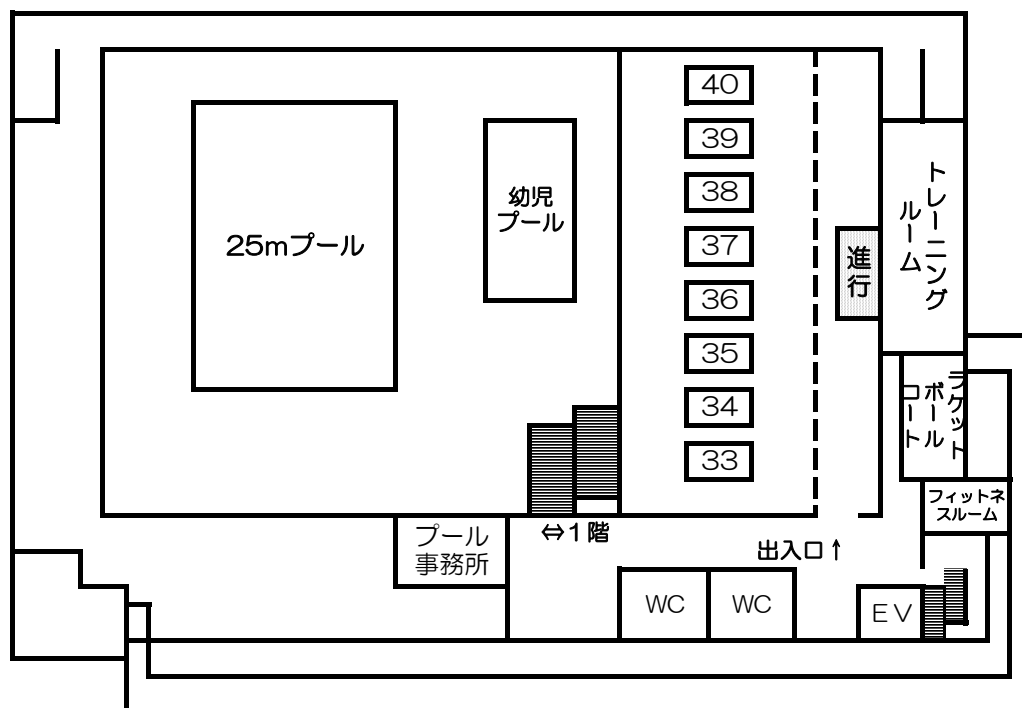 40
39
38
37
36
35
34
33
25mプール
幼児
プール
進行
トレーニング
ルーム
ラケット
ボール
コート
フィットネ
スルーム
プール
事務所
⇔1階
出入口↑
WC
WC
EV